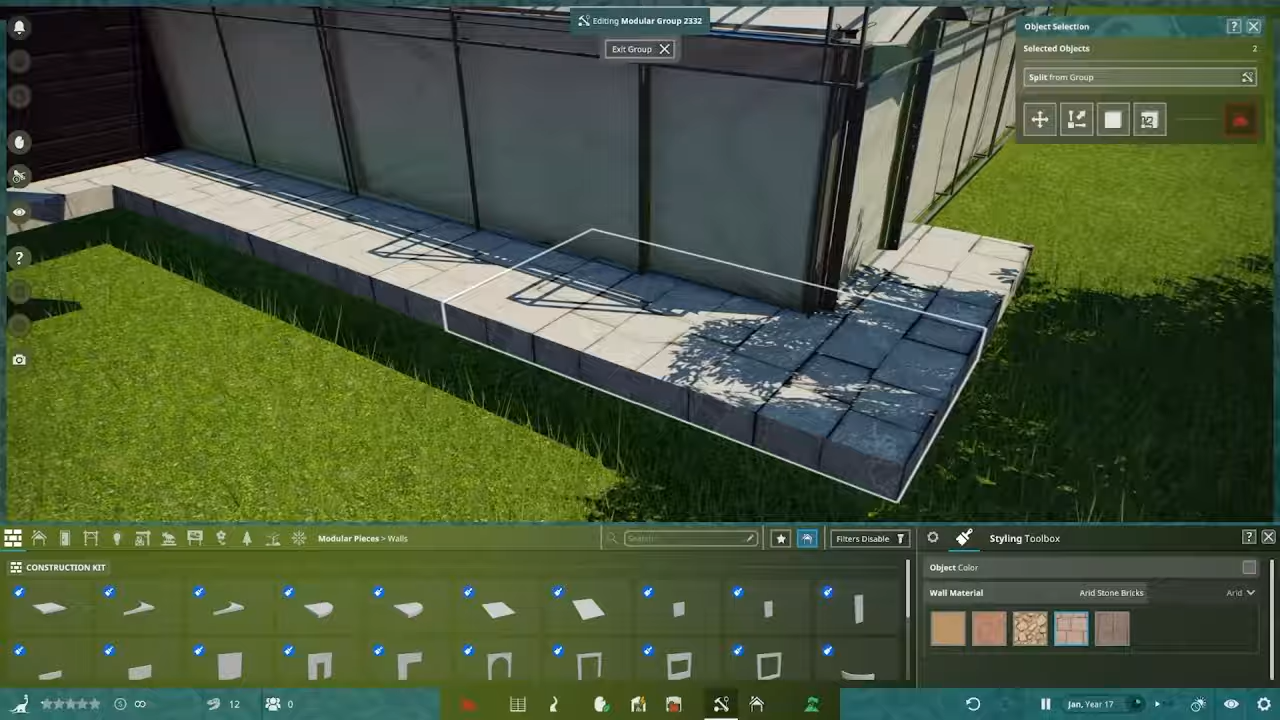 Editing Modular Group 2332
Exit Group
Object Selection
?
Selected Objects 2
Split from Group
?
Modular Pieces > Walls
Search
Filters Disable
Styling Toolbox
?
CONSTRUCTION KIT
Object Color
Wall Material Arid Stone Bricks Arid
12
0
Jan, Year 17